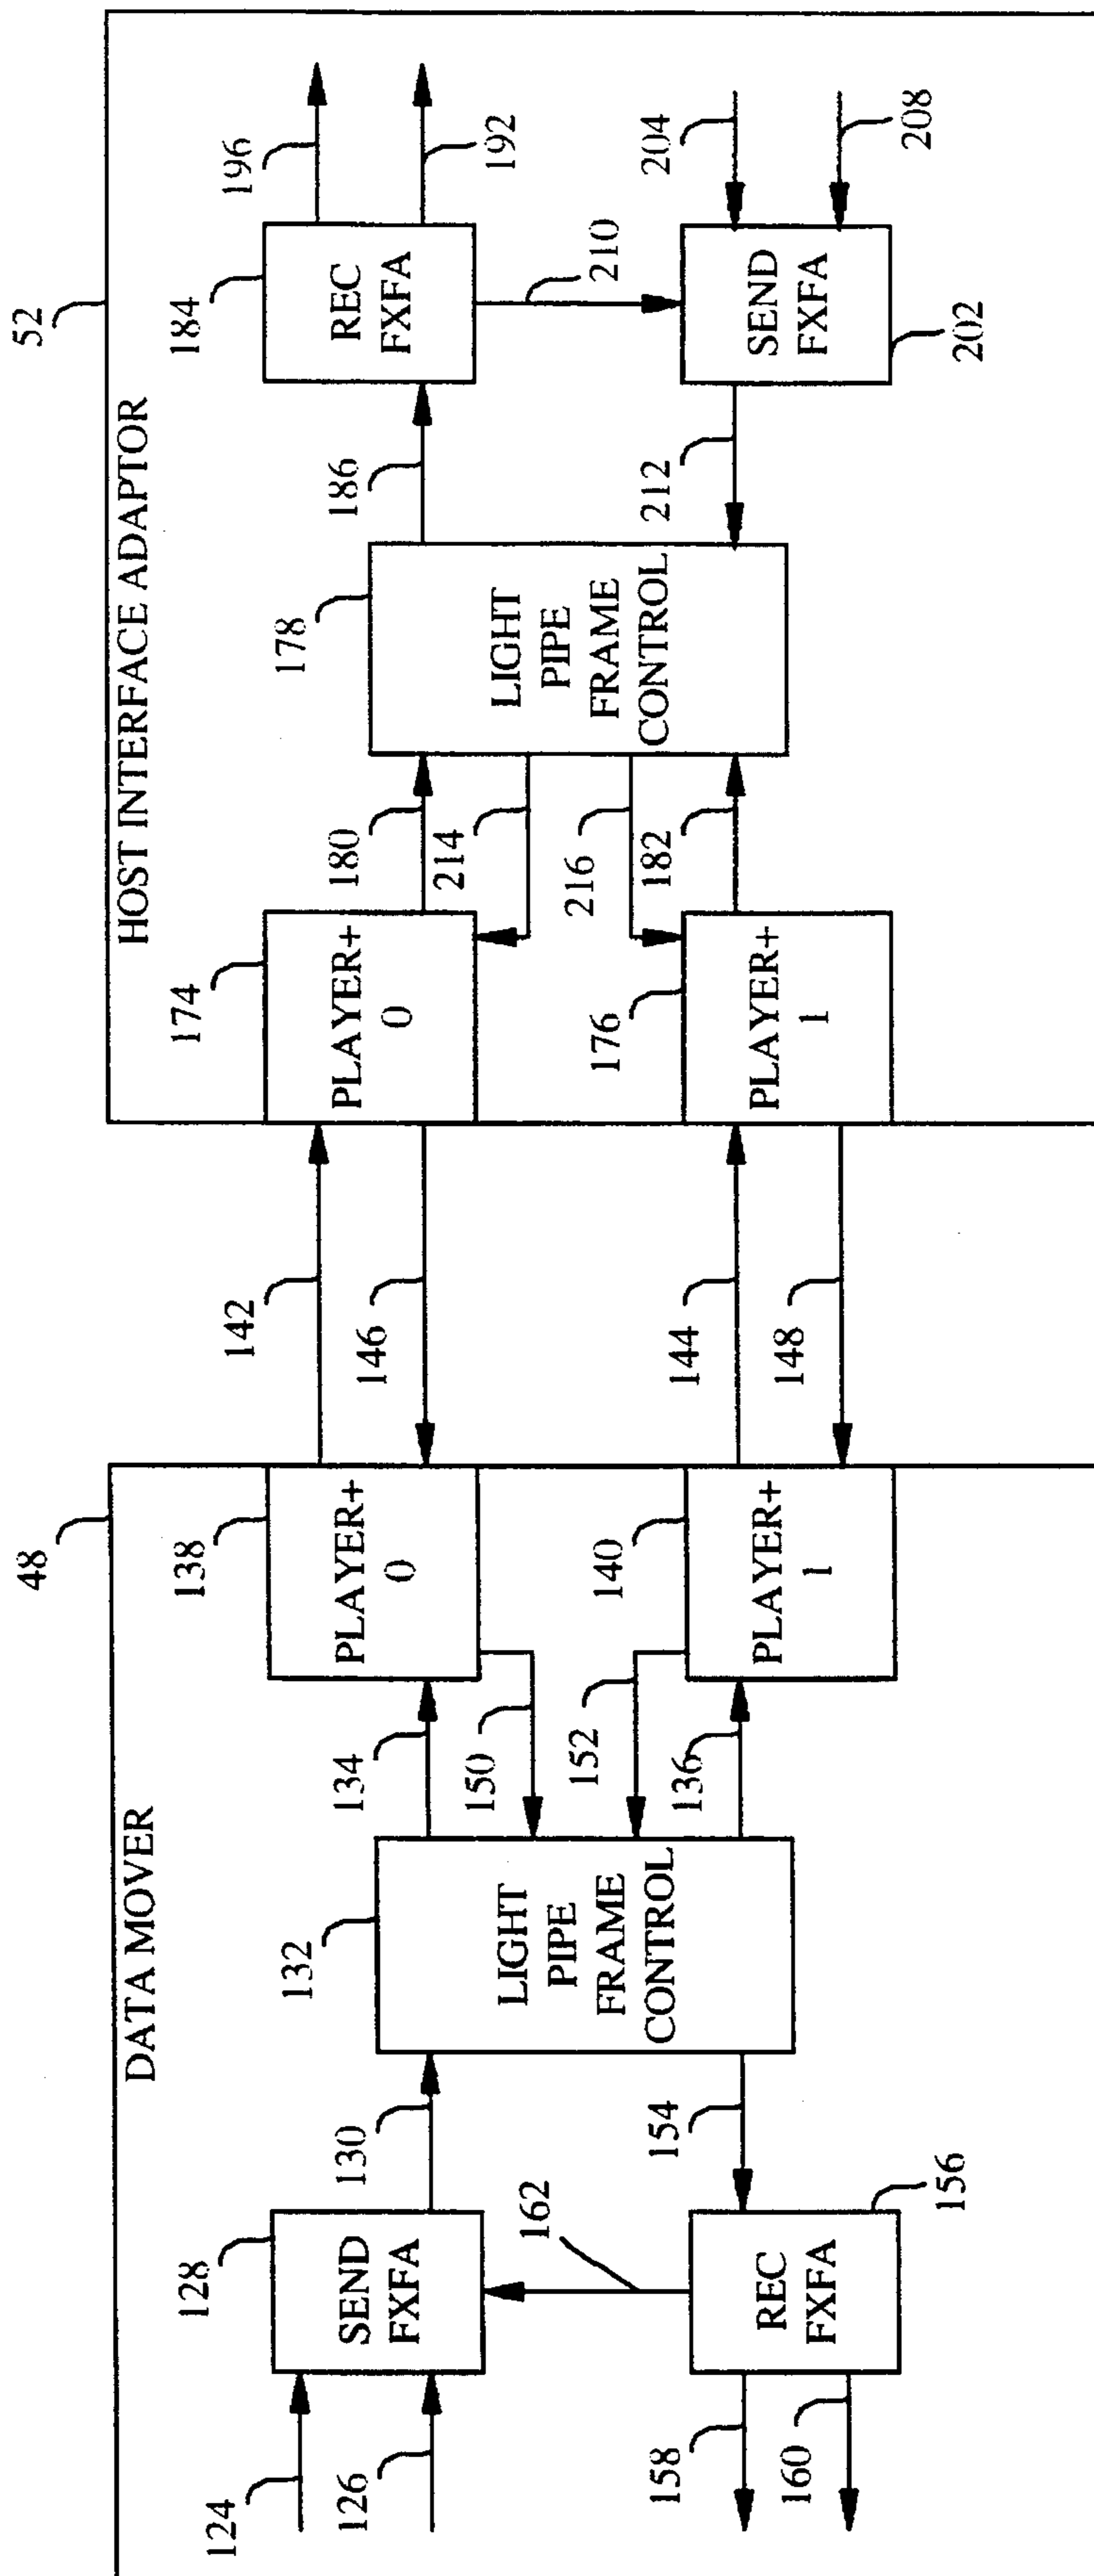 48
52
DATA MOVER
HOST INTERFACE ADAPTOR
124
126
128
SEND
FXFA
130
132
LIGHT
PIPE
FRAME
CONTROL
134
150
152
136
138
PLAYER+
0
140
PLAYER+
1
142
146
144
148
174
PLAYER+
0
176
PLAYER+
1
180
214
216
182
178
LIGHT
PIPE
FRAME
CONTROL
186
212
184
REC
FXFA
196
192
210
204
208
SEND
FXFA
202
154
162
156
REC
FXFA
158
160